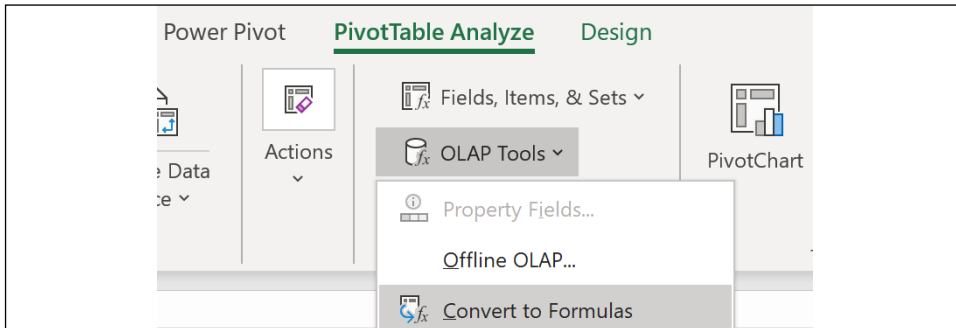 Power Pivot PivotTable Analyze Design
Fields, Items, & Sets
OLAP Tools
Actions
PivotChart
Data
Property Fields...
Offline OLAP...
Convert to Formulas